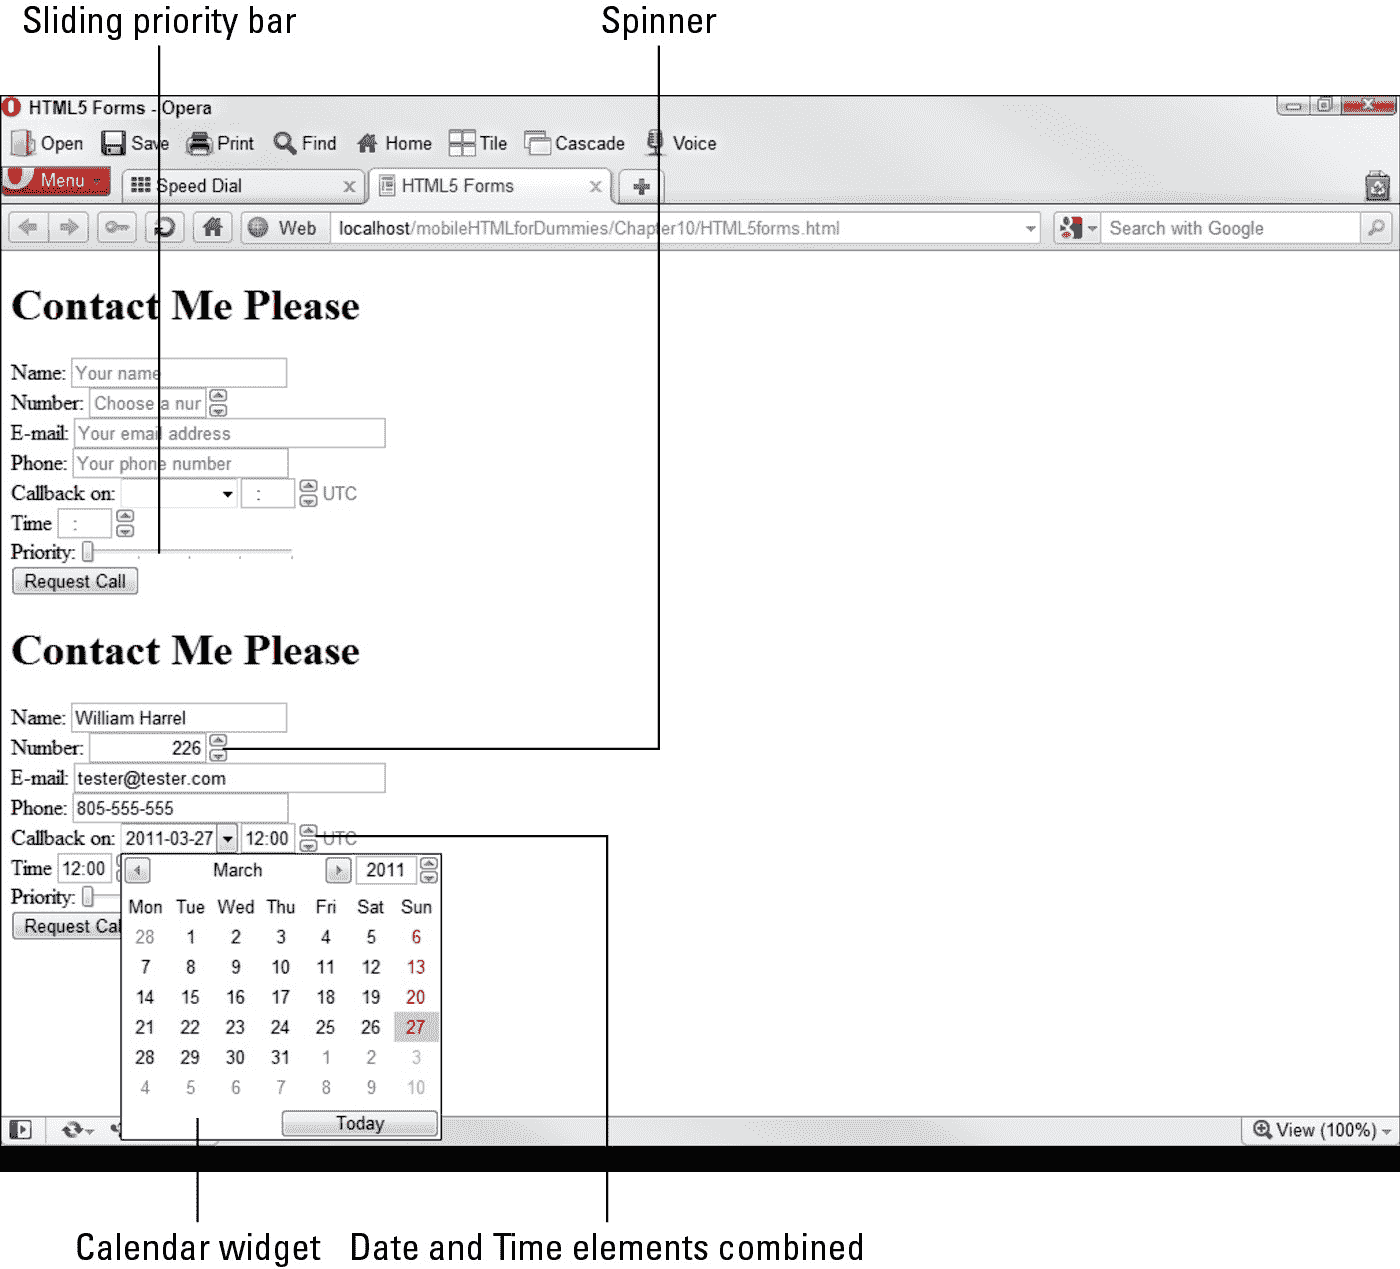 Sliding priority bar Spinner
HTML5 Forms - Opera
Open Save Print Find Home Tile Cascade Voice
Menu Speed Dial x HTML5 Forms x
Web localhost/mobileHTMLforDummies/Chapter10/HTML5forms.html Search with Google
Contact Me Please
Name: Your name
Number: Choose a nur
E-mail: Your email address
Phone: Your phone number
Callback on: : UTC
Time :
Priority:
Request Call
Contact Me Please
Name: William Harrel
Number: 226
E-mail: tester@tester.com
Phone: 805-555-555
Callback on: 2011-03-27 12:00 UTC
Time 12:00 March 2011
Priority: Mon Tue Wed Thu Fri Sat Sun
Request Cal 28 1 2 3 4 5 6
7 8 9 10 11 12 13
14 15 16 17 18 19 20
21 22 23 24 25 26 27
28 29 30 31 1 2 3
4 5 6 7 8 9 10
Today
View (100%)
Calendar widget Date and Time elements combined